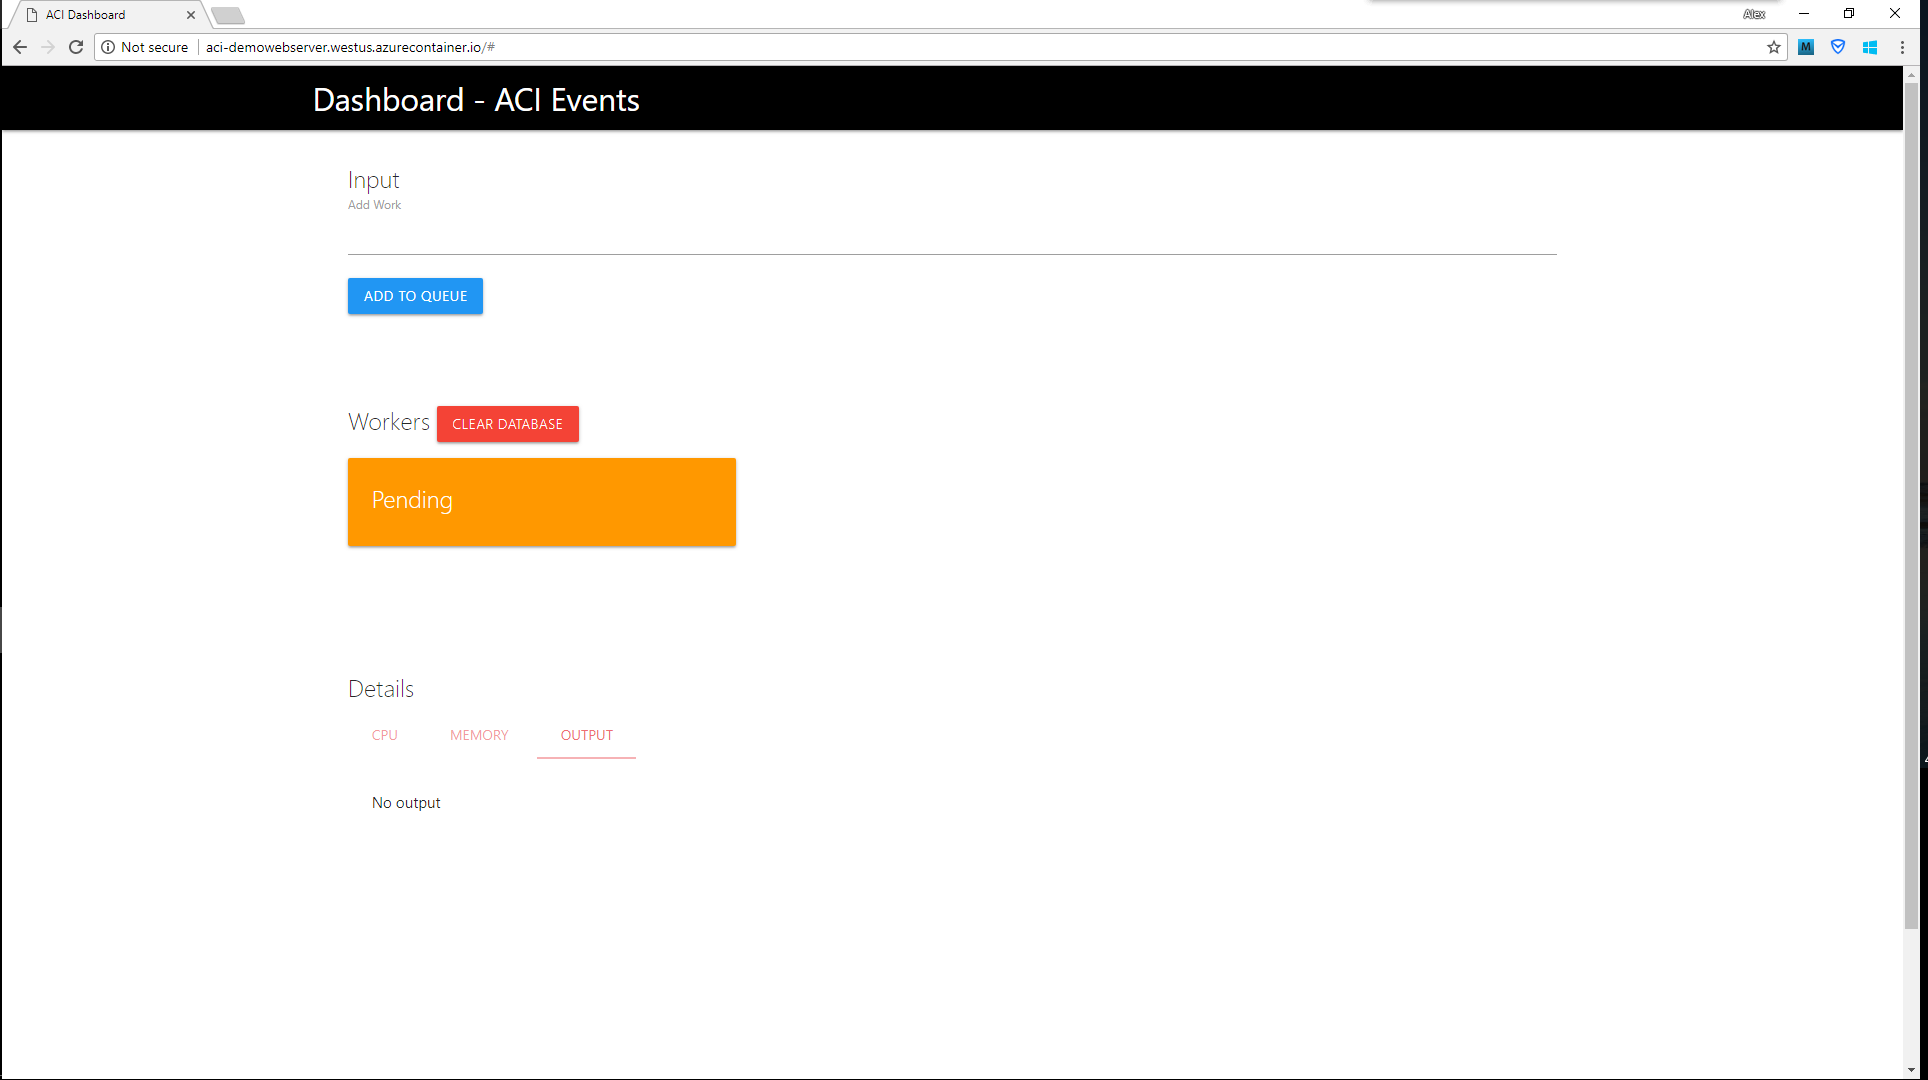 ACI Dashboard
Alex
Not secure aci-demowebserver.westus.azurecontainer.io/#
M
Dashboard - ACI Events
Input
Add Work
ADD TO QUEUE
Workers CLEAR DATABASE
Pending
Details
CPU MEMORY OUTPUT
No output